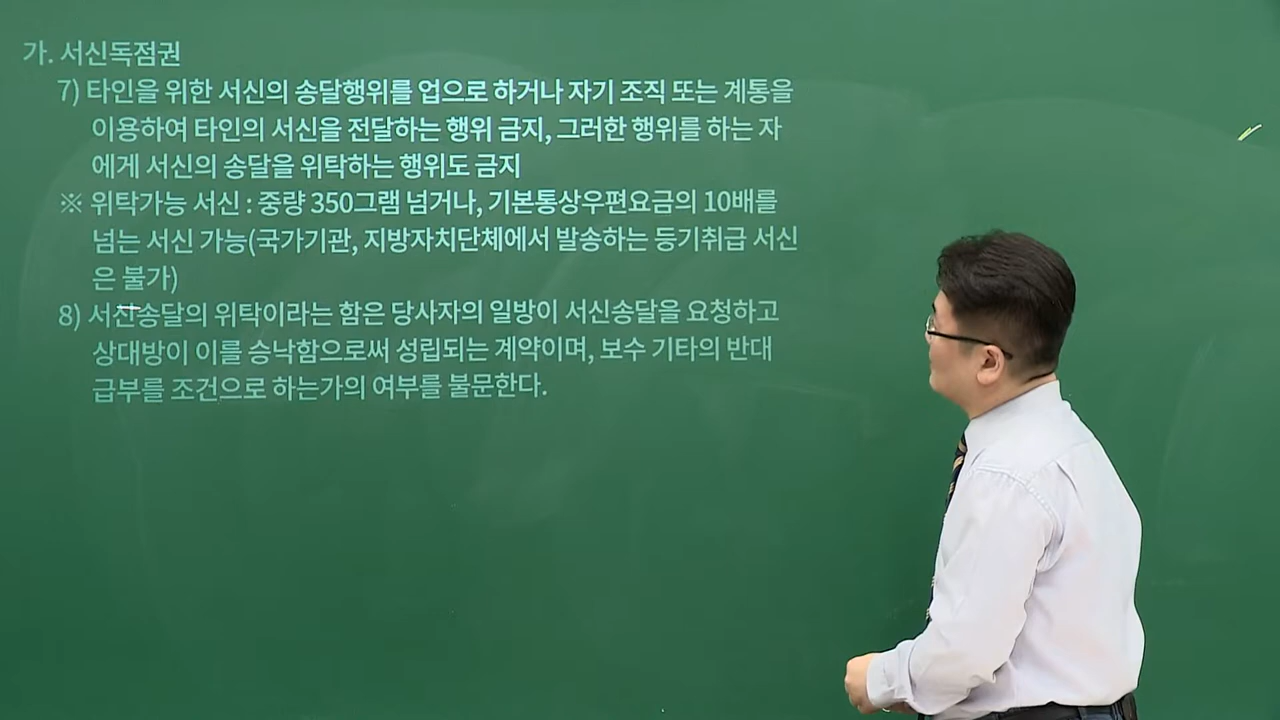 가. 서신독점권
7) 타인을 위한 서신의 송달행위를 업으로 하거나 자기 조직 또는 계통을
이용하여 타인의 서신을 전달하는 행위 금지, 그러한 행위를 하는 자
에게 서신의 송달을 위탁하는 행위도 금지
※ 위탁가능 서신 : 중량 350그램 넘거나, 기본통상우편요금의 10배를
넘는 서신 가능(국가기관, 지방자치단체에서 발송하는 등기취급 서신
은 불가)
8) 서신송달의 위탁이라는 함은 당사자의 일방이 서신송달을 요청하고
상대방이 이를 승낙함으로써 성립되는 계약이며, 보수 기타의 반대
급부를 조건으로 하는가의 여부를 불문한다.